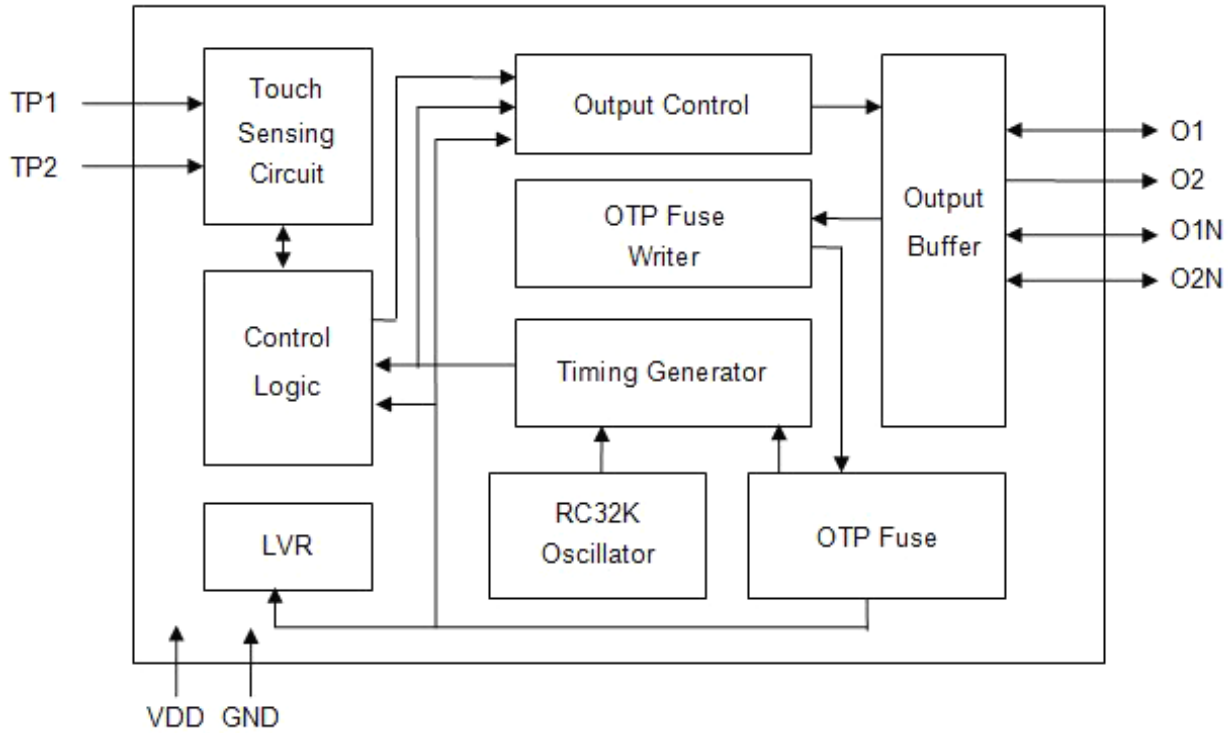 TP1
TP2
Touch
Sensing
Circuit
Control
Logic
LVR
VDD
GND
Output Control
OTP Fuse
Writer
Timing Generator
RC32K
Oscillator
OTP Fuse
Output
Buffer
O1
O2
O1N
O2N